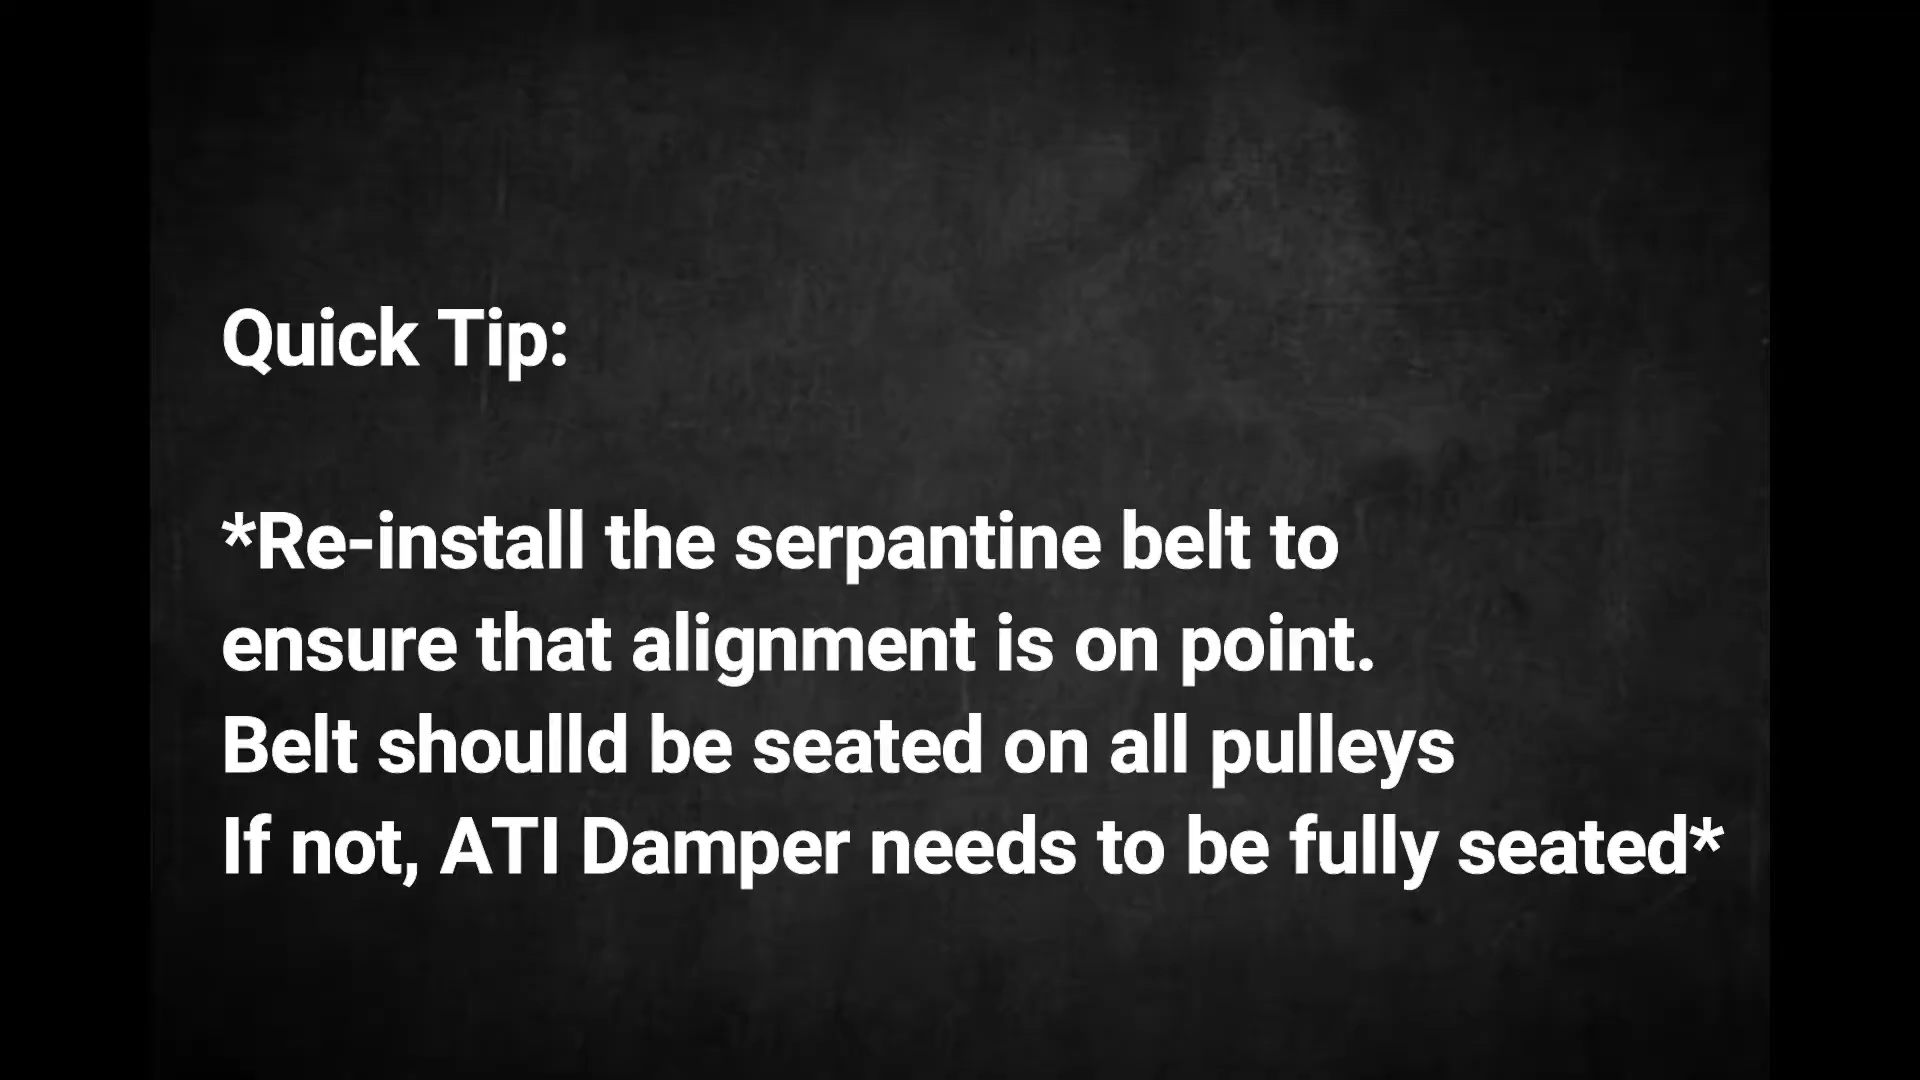 Quick Tip:
*Re-install the serpantine belt to
ensure that alignment is on point.
Belt shoulld be seated on all pulleys
If not, ATI Damper needs to be fully seated*